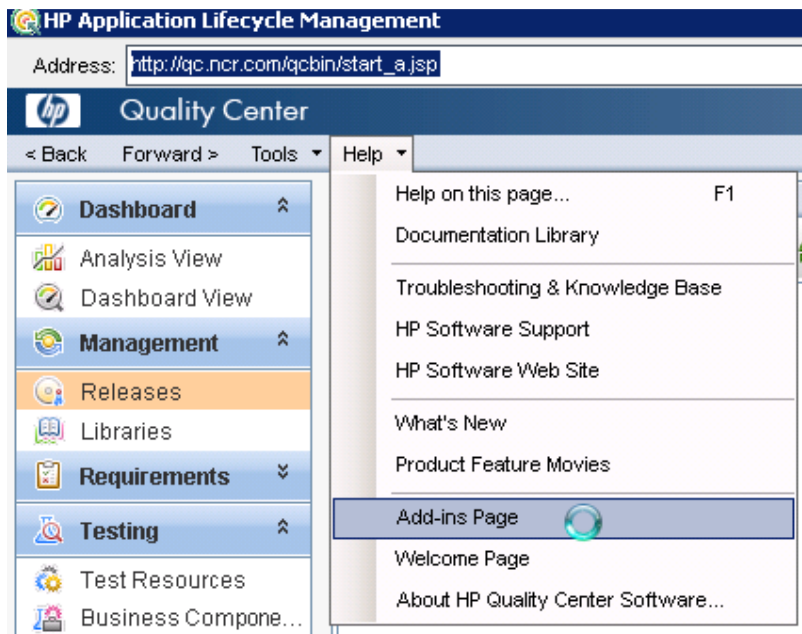 HP Application Lifecycle Management
Address: http://qc.ncr.com/qcbin/start_a.jsp
hp Quality Center
< Back Forward > Tools Help
Dashboard
Analysis View
Dashboard View
Management
Releases
Libraries
Requirements
Testing
Test Resources
Business Compone...
Help on this page... F1
Documentation Library
Troubleshooting & Knowledge Base
HP Software Support
HP Software Web Site
What's New
Product Feature Movies
Add-ins Page
Welcome Page
About HP Quality Center Software...